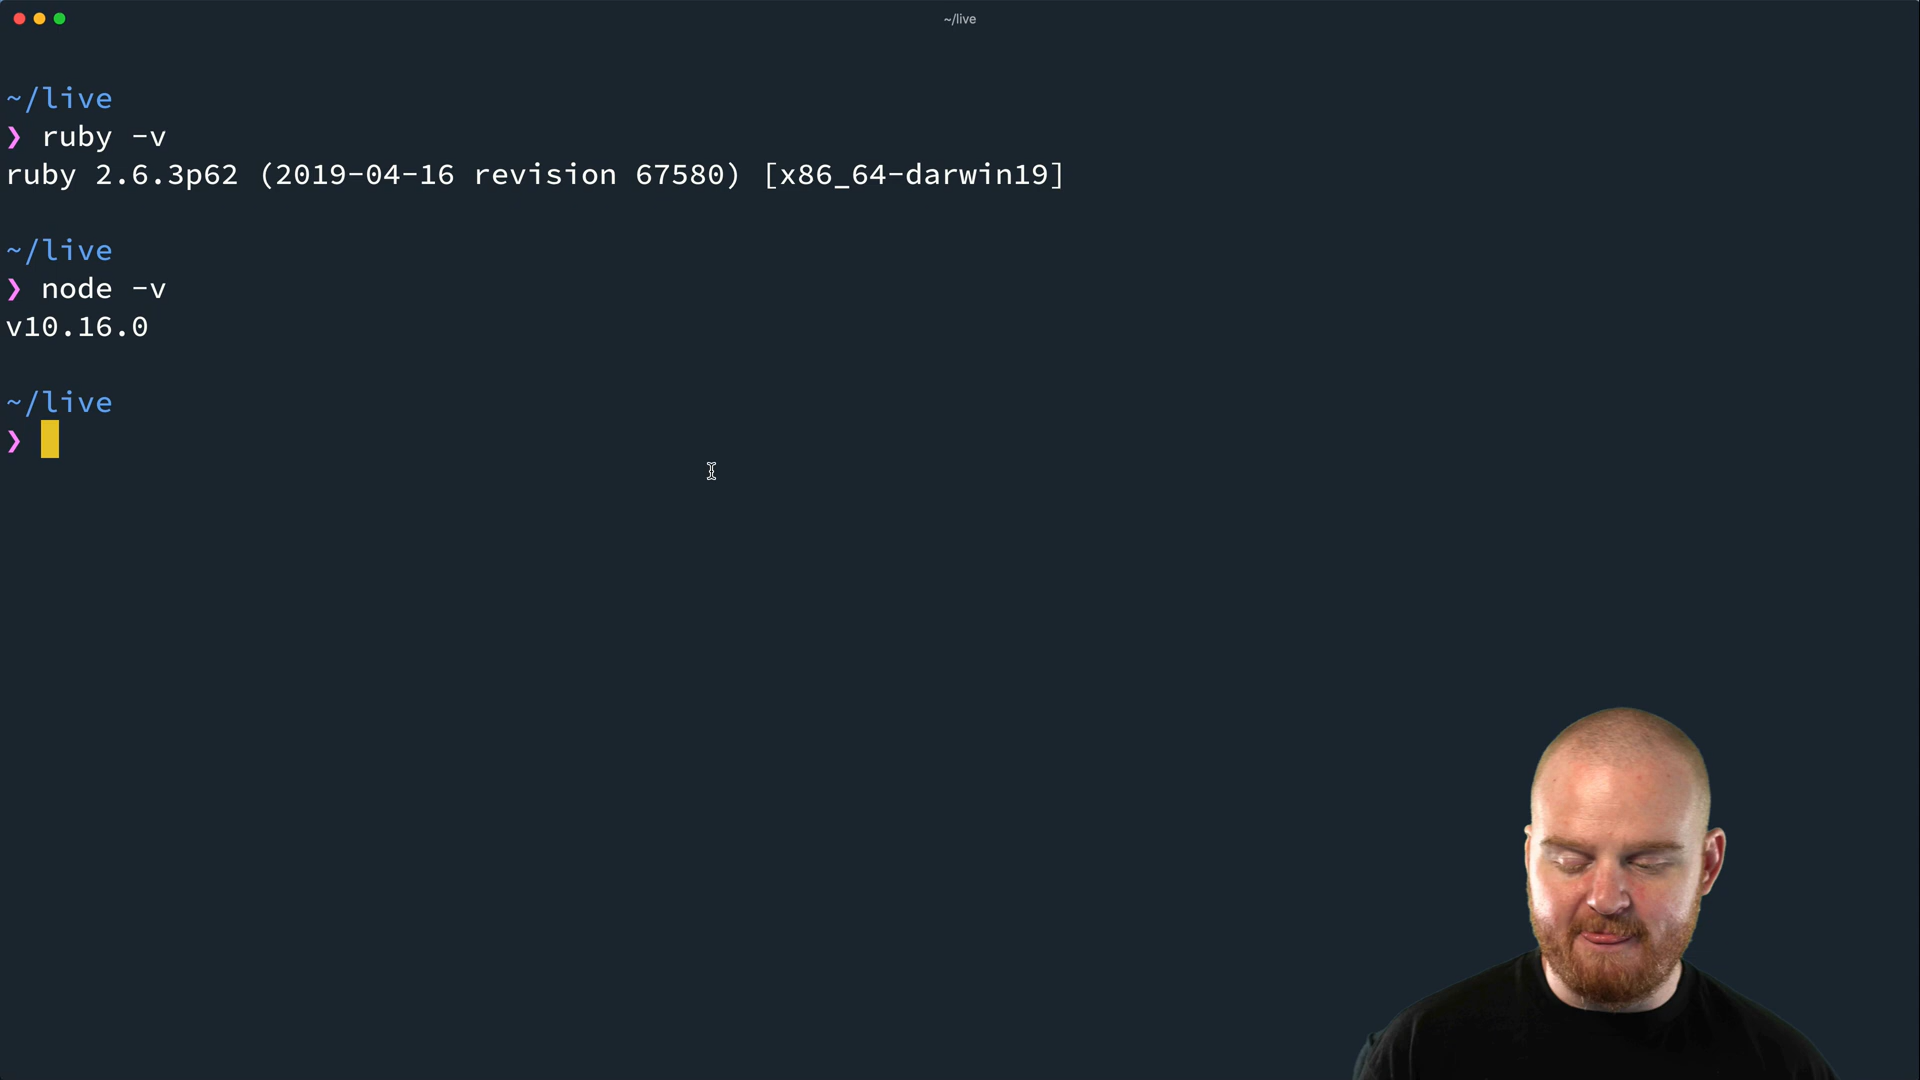 ~/live
~/live
❯ ruby -v
ruby 2.6.3p62 (2019-04-16 revision 67580) [x86_64-darwin19]
~/live
❯ node -v
v10.16.0
~/live
❯